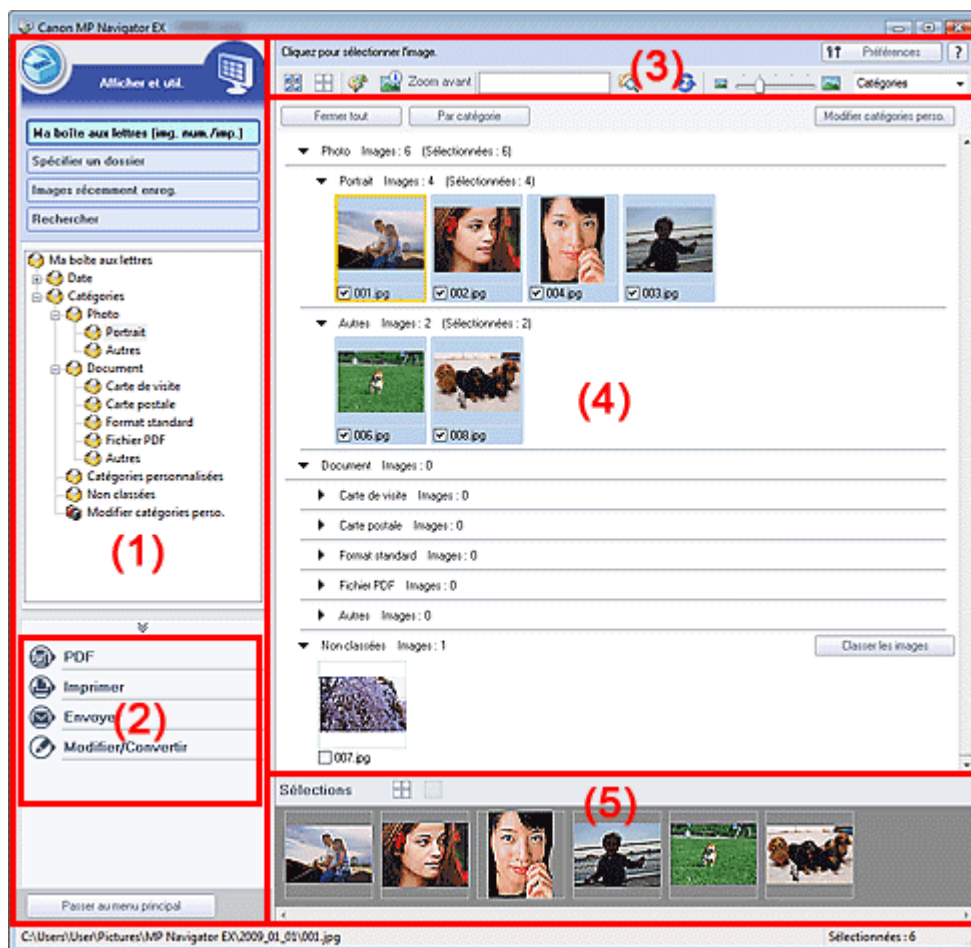 Canon MP Navigator EX
Afficher et util.
Ma boîte aux lettres (img. num./imp.)
Spécifier un dossier
Images récemment enreg.
Rechercher
Ma boîte aux lettres
Date
Catégories
Photo
Portrait
Autres
Document
Carte de visite
Carte postale
Format standard
Fichier PDF
Autres
Catégories personnalisées
Non classées
Modifier catégories perso.
(1)
PDF
Imprimer
Envoye
Modifier/Convertir
(2)
Passer au menu principal
Cliquez pour sélectionner l'image.
Préférences
?
Zoom avant
(3)
Catégories
Fermer tout
Par catégorie
Modifier catégories perso.
Photo Images : 6 (Sélectionnées : 6)
Portrait Images : 4 (Sélectionnées : 4)
001.jpg
002.jpg
004.jpg
003.jpg
Autres Images : 2 (Sélectionnées : 2)
006.jpg
008.jpg
(4)
Document Images : 0
Carte de visite Images : 0
Carte postale Images : 0
Format standard Images : 0
Fichier PDF Images : 0
Autres Images : 0
Non classées Images : 1
Classer les images
007.jpg
Sélections
(5)
C:\Users\User\Pictures\MP Navigator EX\2009_01_01\001.jpg
Sélectionnées : 6